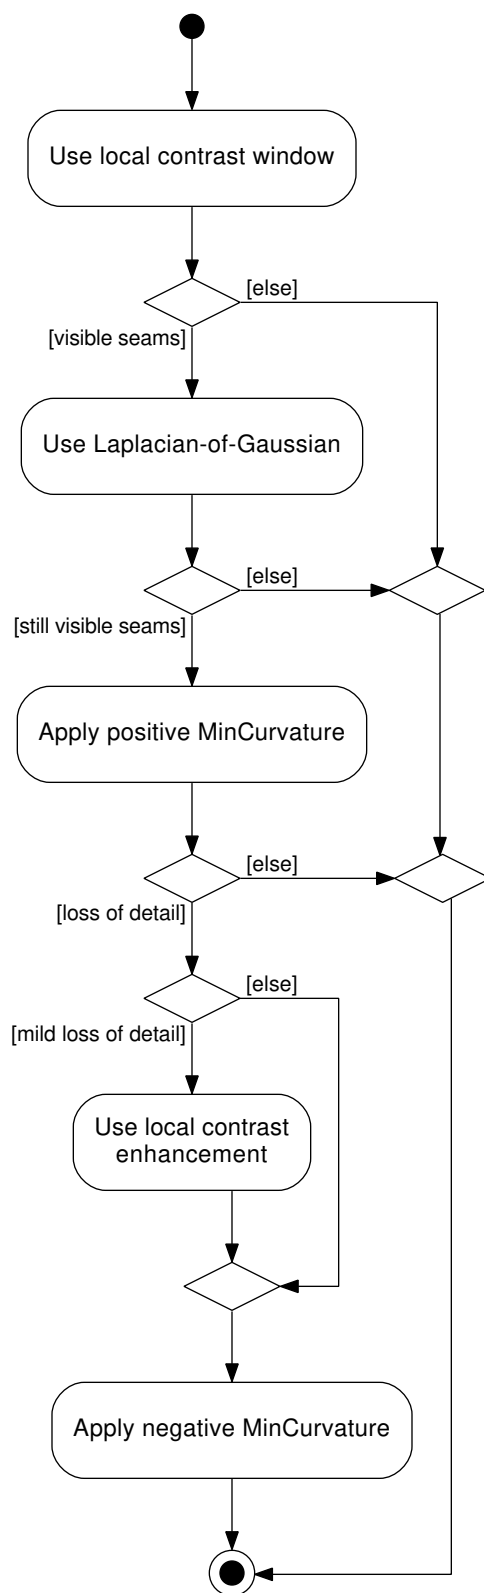 Use local contrast window
[else]
[visible seams]
Use Laplacian-of-Gaussian
[else]
[still visible seams]
Apply positive MinCurvature
[else]
[loss of detail]
[else]
[mild loss of detail]
Use local contrast
enhancement
Apply negative MinCurvature